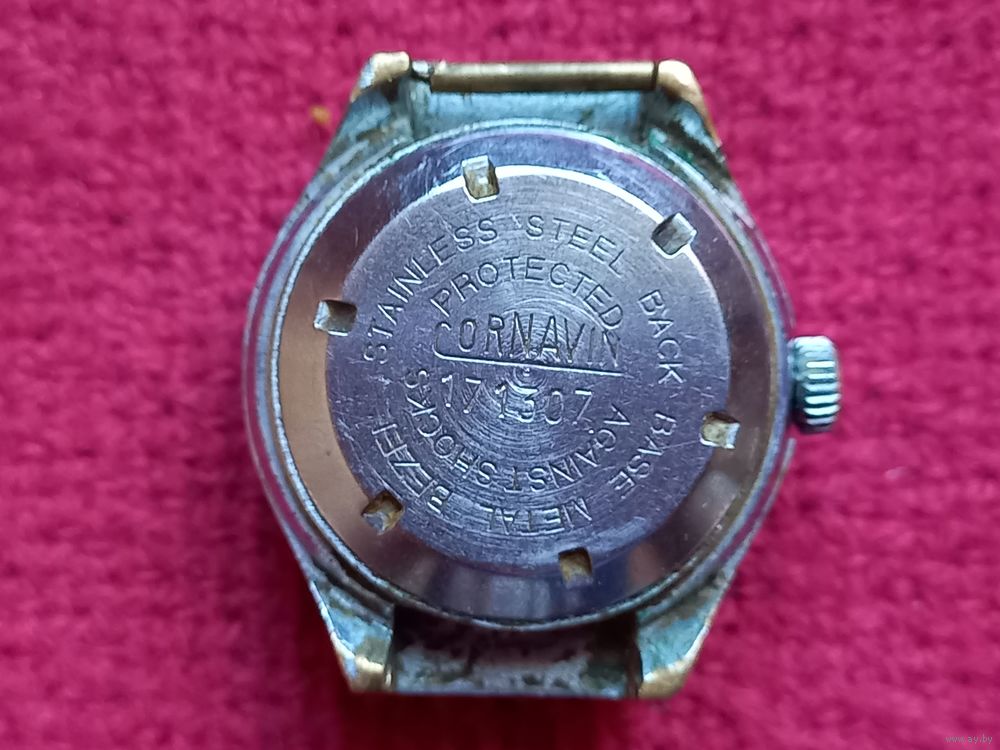 STAINLESS STEEL BACK BASE METAL BEZEL
PROTECTED AGAINST SHOCKS
CORNAVIN
171307
www.ay.by